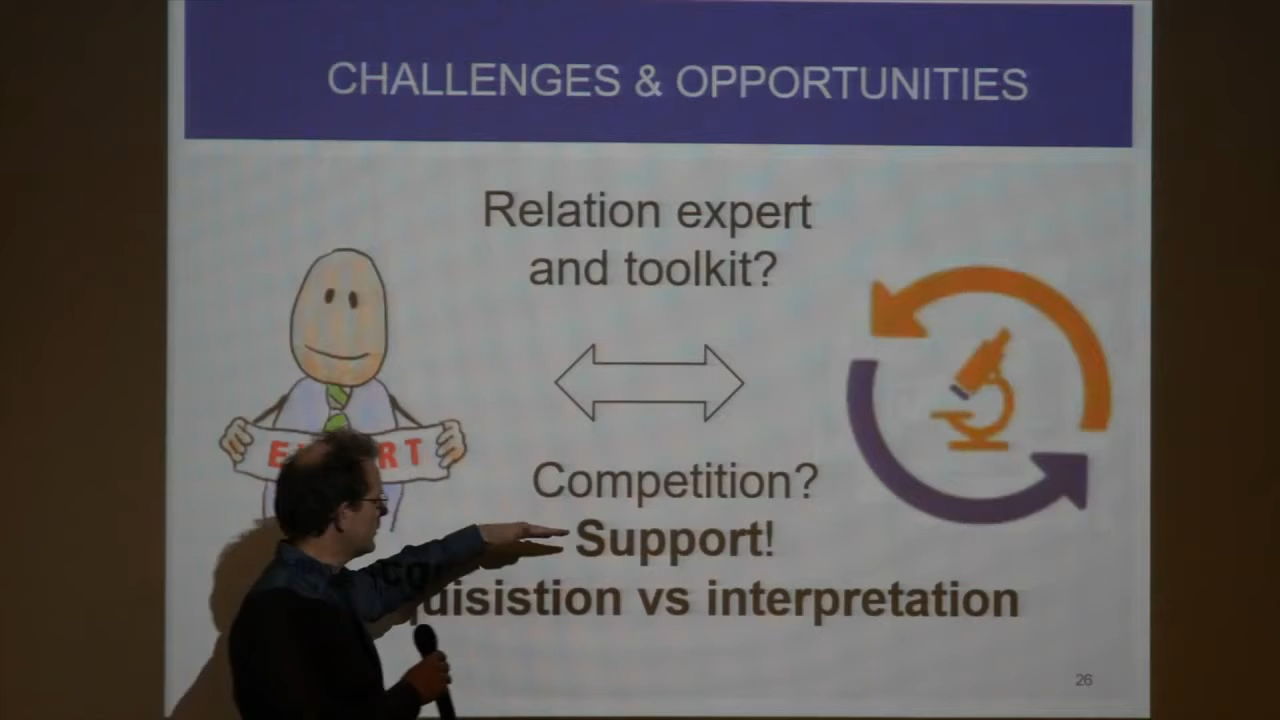 CHALLENGES & OPPORTUNITIES
Relation expert
and toolkit?
Competition?
Support!
quisistion vs interpretation
26